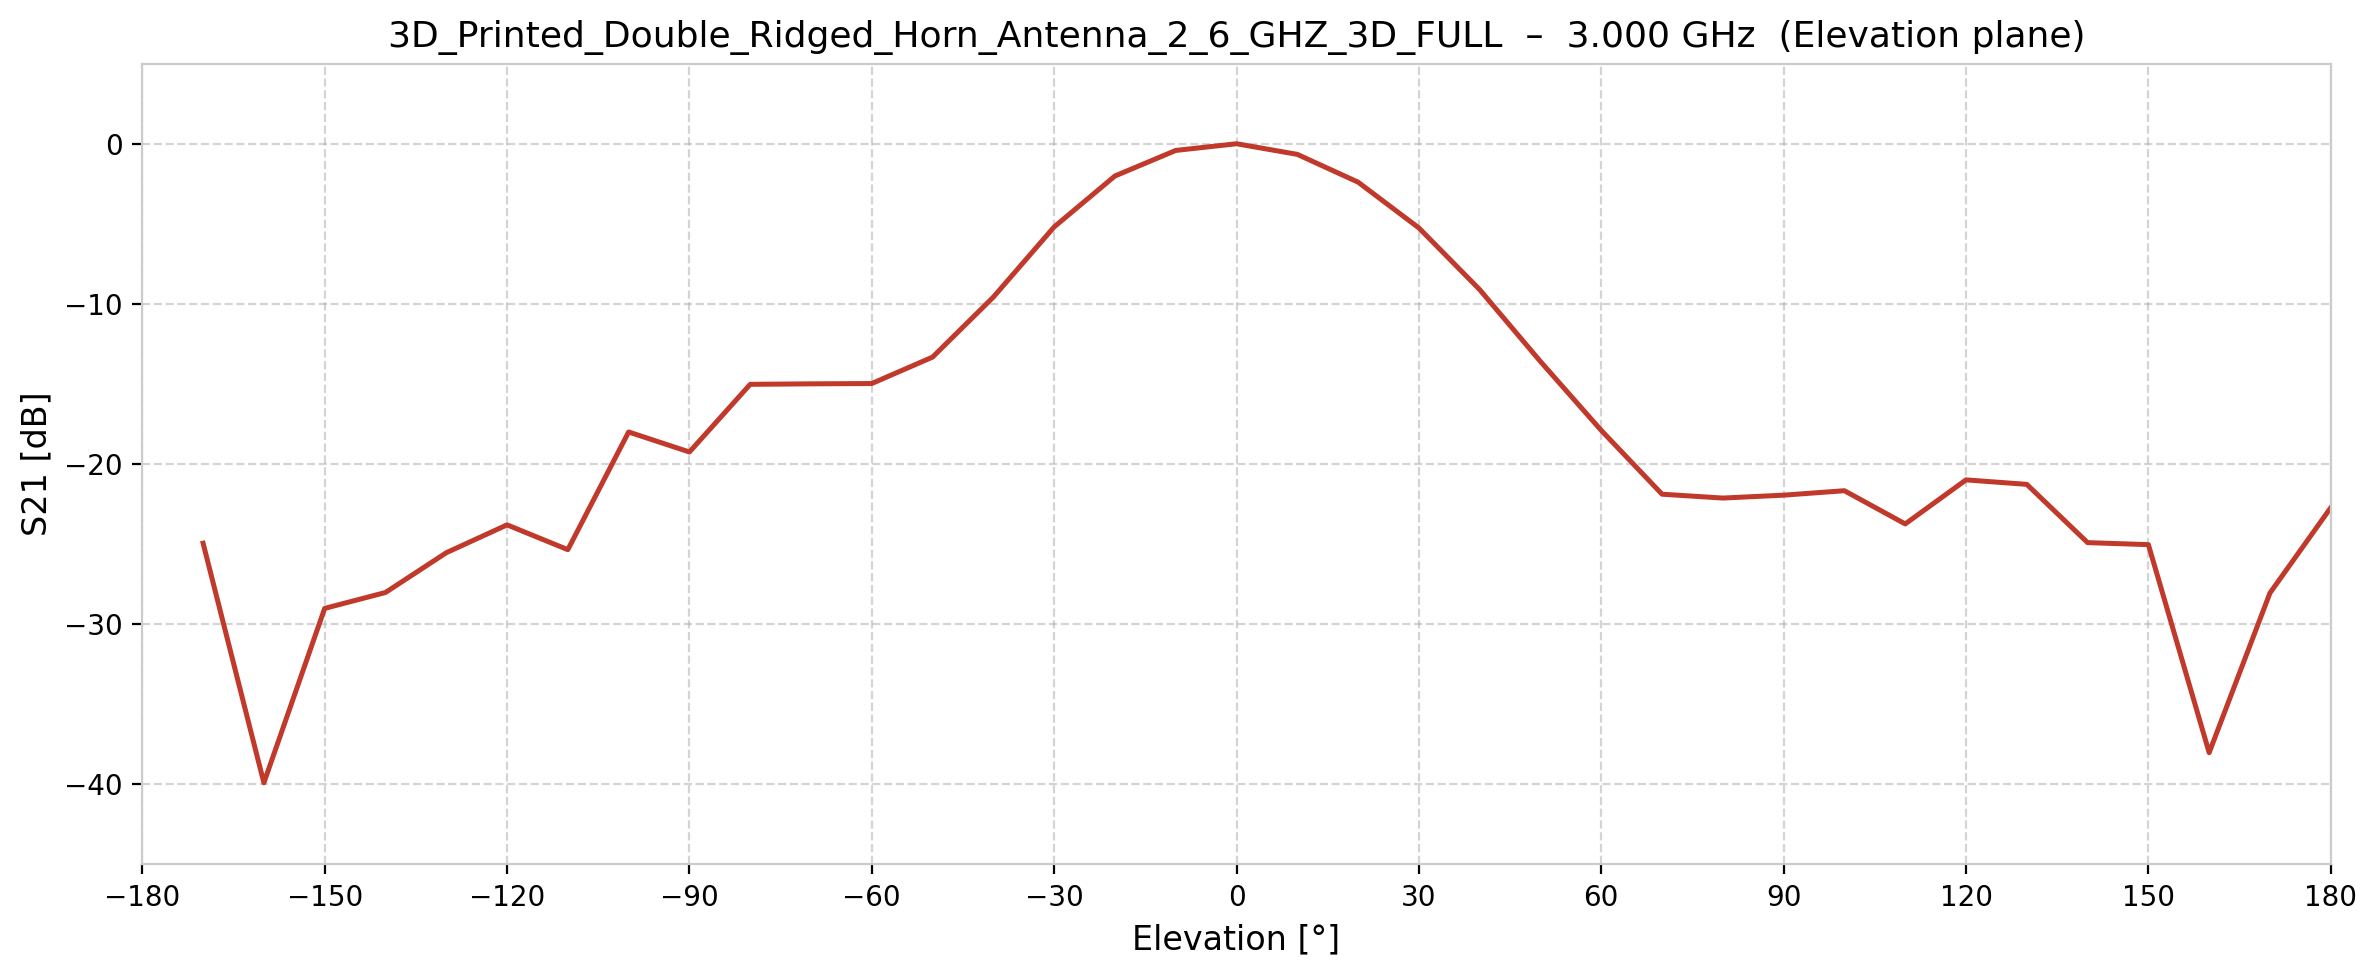 3D_Printed_Double_Ridged_Horn_Antenna_2_6_GHZ_3D_FULL – 3.000 GHz (Elevation plane)
S21 [dB]
0
−10
−20
−30
−40
−180 −150 −120 −90 −60 −30 0 30 60 90 120 150 180
Elevation [°]